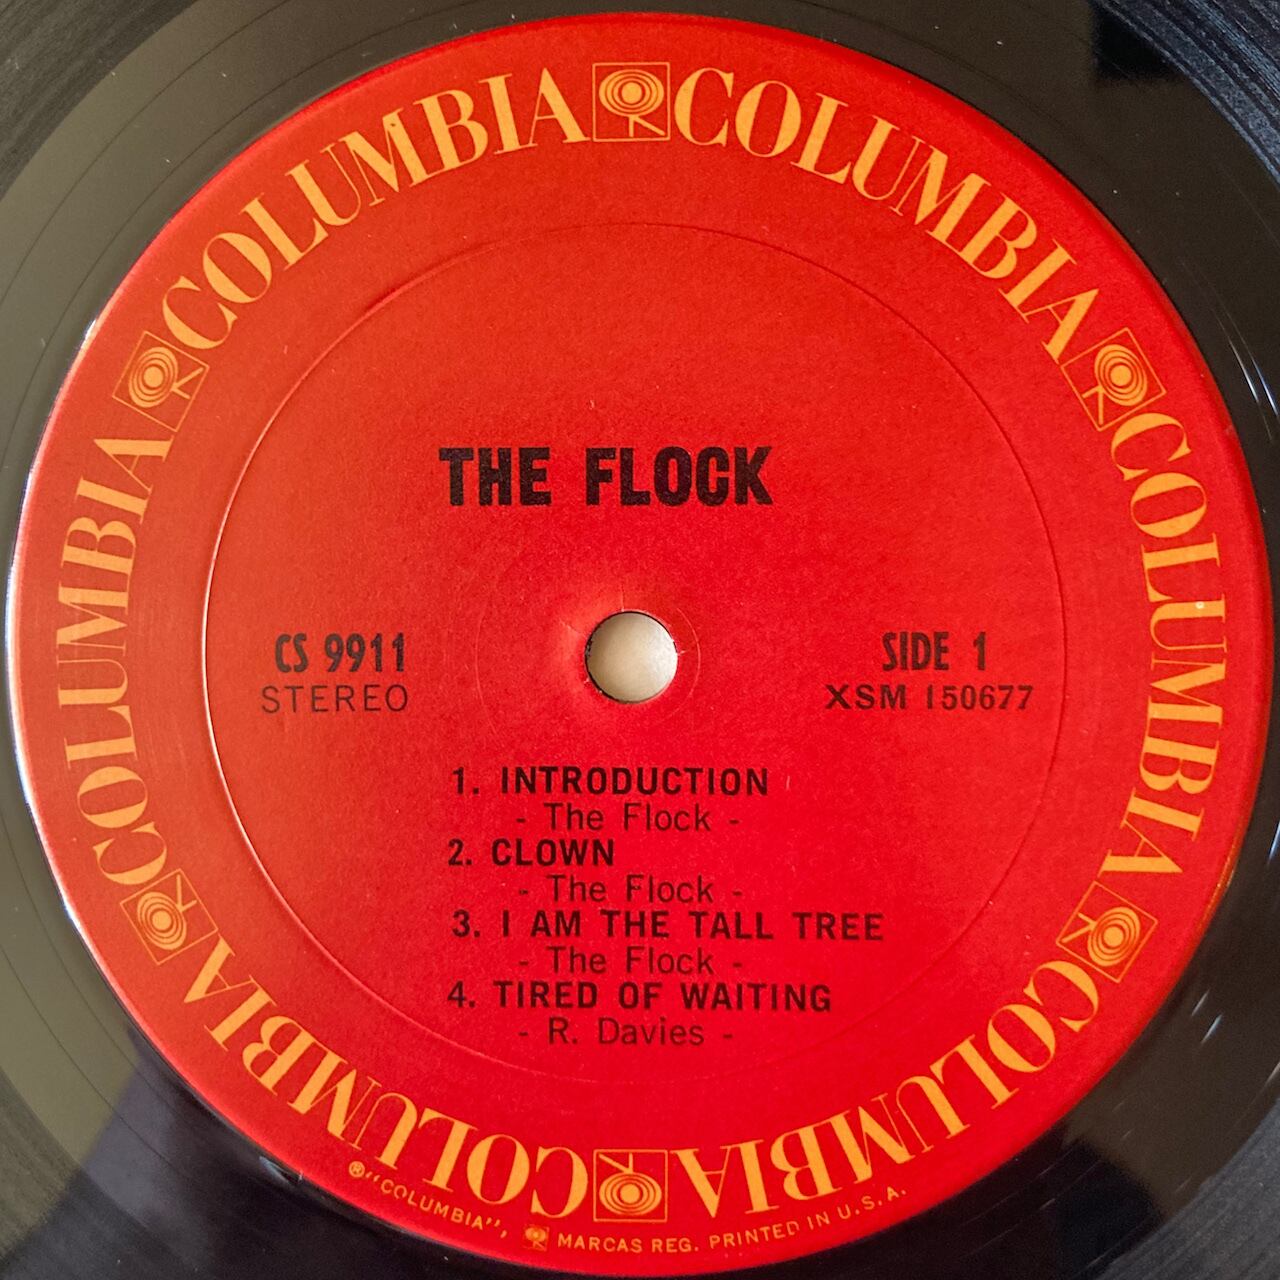 COLUMBIA COLUMBIA COLUMBIA COLUMBIA COLUMBIA COLUMBIA
THE FLOCK
CS 9911
STEREO
SIDE 1
XSM 150677
1. INTRODUCTION
- The Flock -
2. CLOWN
- The Flock -
3. I AM THE TALL TREE
- The Flock -
4. TIRED OF WAITING
- R. Davies -
®"COLUMBIA", MARCAS REG. PRINTED IN U.S.A.